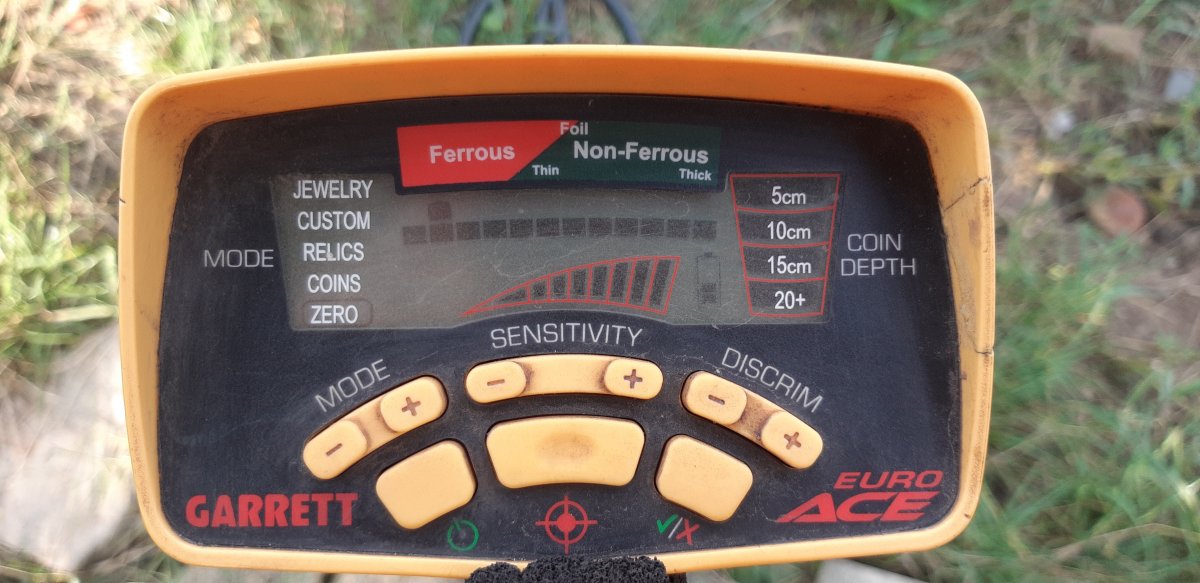 Ferrous
Foil
Non-Ferrous
Thin
Thick
JEWELRY
CUSTOM
RELICS
COINS
ZERO
MODE
5cm
10cm
15cm
20+
COIN
DEPTH
SENSITIVITY
MODE
- +
- +
DISCRIM
- +
GARRETT
EURO
ACE